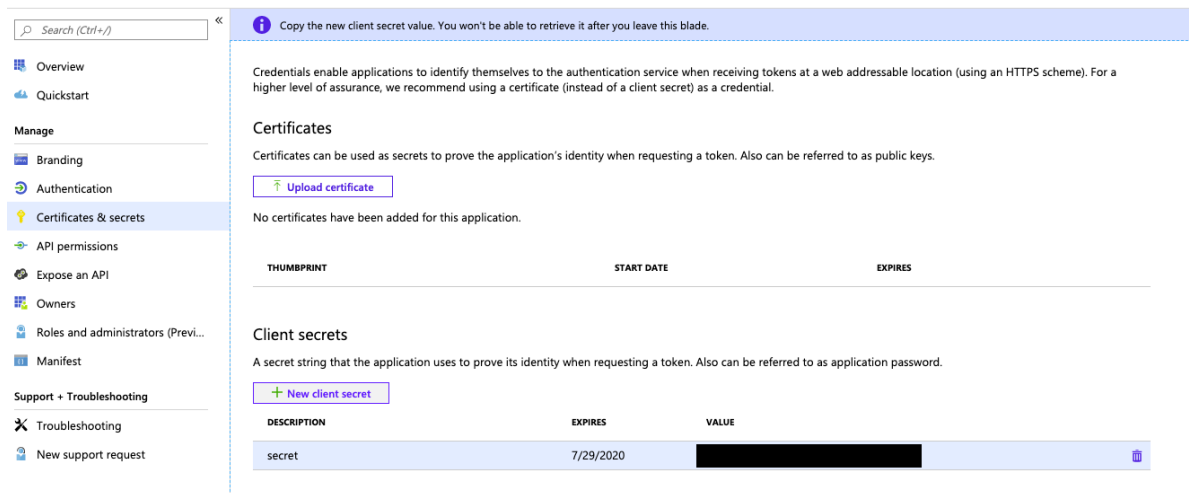 Search (Ctrl+/)
«
Overview
Quickstart
Manage
Branding
Authentication
Certificates & secrets
API permissions
Expose an API
Owners
Roles and administrators (Previ...
Manifest
Support + Troubleshooting
Troubleshooting
New support request
Copy the new client secret value. You won't be able to retrieve it after you leave this blade.
Credentials enable applications to identify themselves to the authentication service when receiving tokens at a web addressable location (using an HTTPS scheme). For a
higher level of assurance, we recommend using a certificate (instead of a client secret) as a credential.
Certificates
Certificates can be used as secrets to prove the application's identity when requesting a token. Also can be referred to as public keys.
Upload certificate
No certificates have been added for this application.
THUMBPRINT START DATE EXPIRES
Client secrets
A secret string that the application uses to prove its identity when requesting a token. Also can be referred to as application password.
New client secret
DESCRIPTION EXPIRES VALUE
secret 7/29/2020